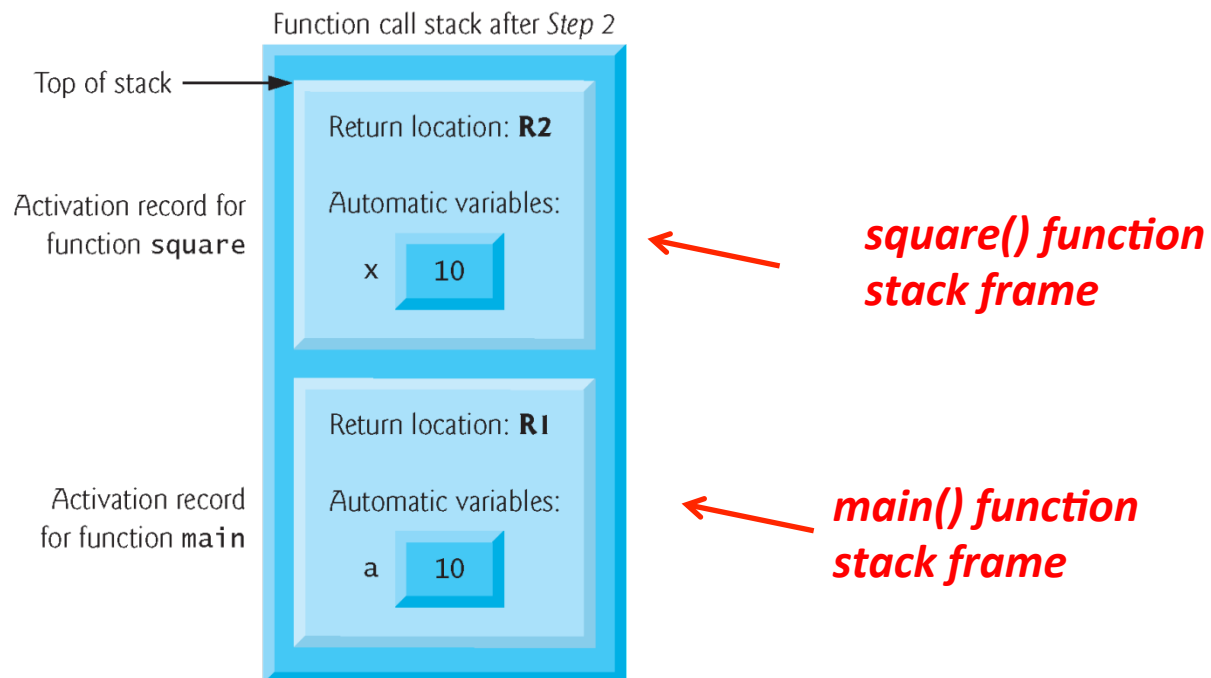 Function call stack after Step 2
Top of stack
Return location: R2
Activation record for
function square
Automatic variables:
x 10
square() function
stack frame
Return location: R1
Activation record
for function main
Automatic variables:
a 10
main() function
stack frame